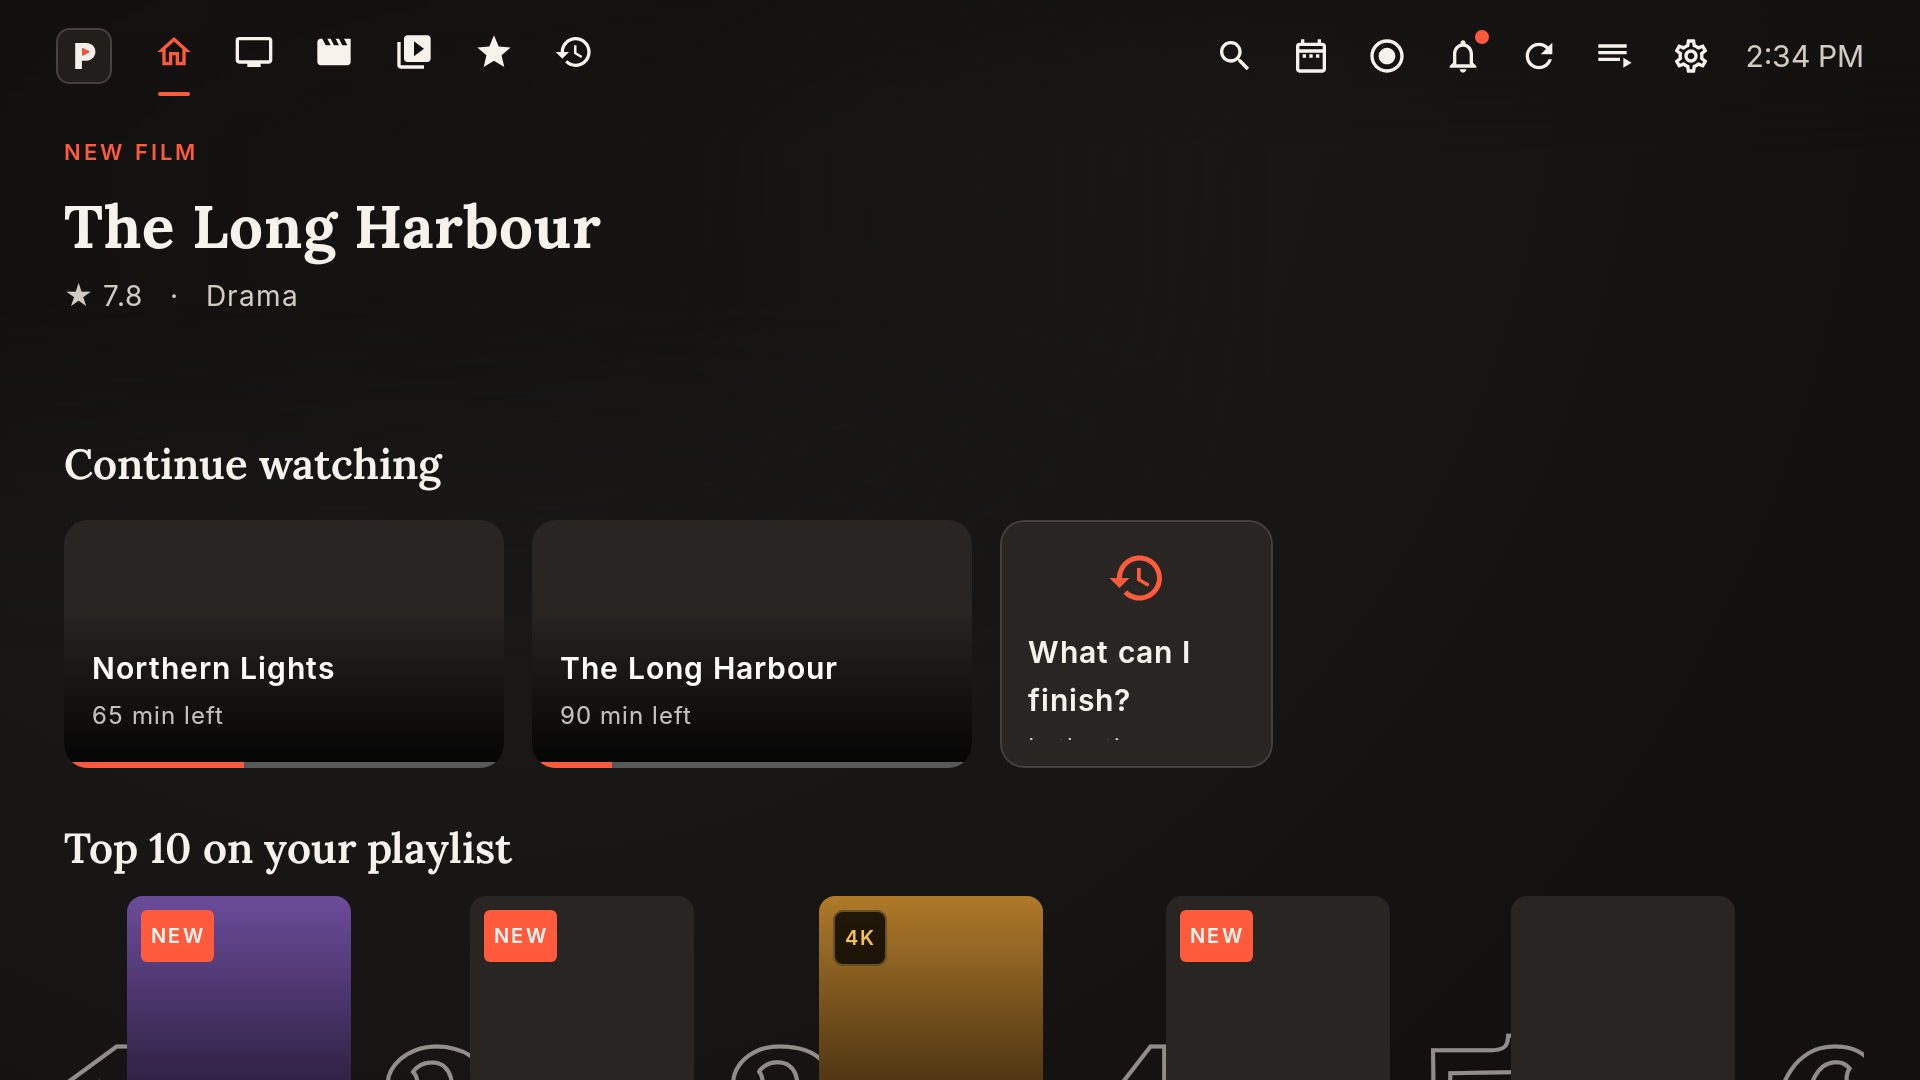 P
2:34 PM
NEW FILM
The Long Harbour
★ 7.8 · Drama
Continue watching
Northern Lights
65 min left
The Long Harbour
90 min left
What can I
finish?
Top 10 on your playlist
NEW
NEW
4K
NEW